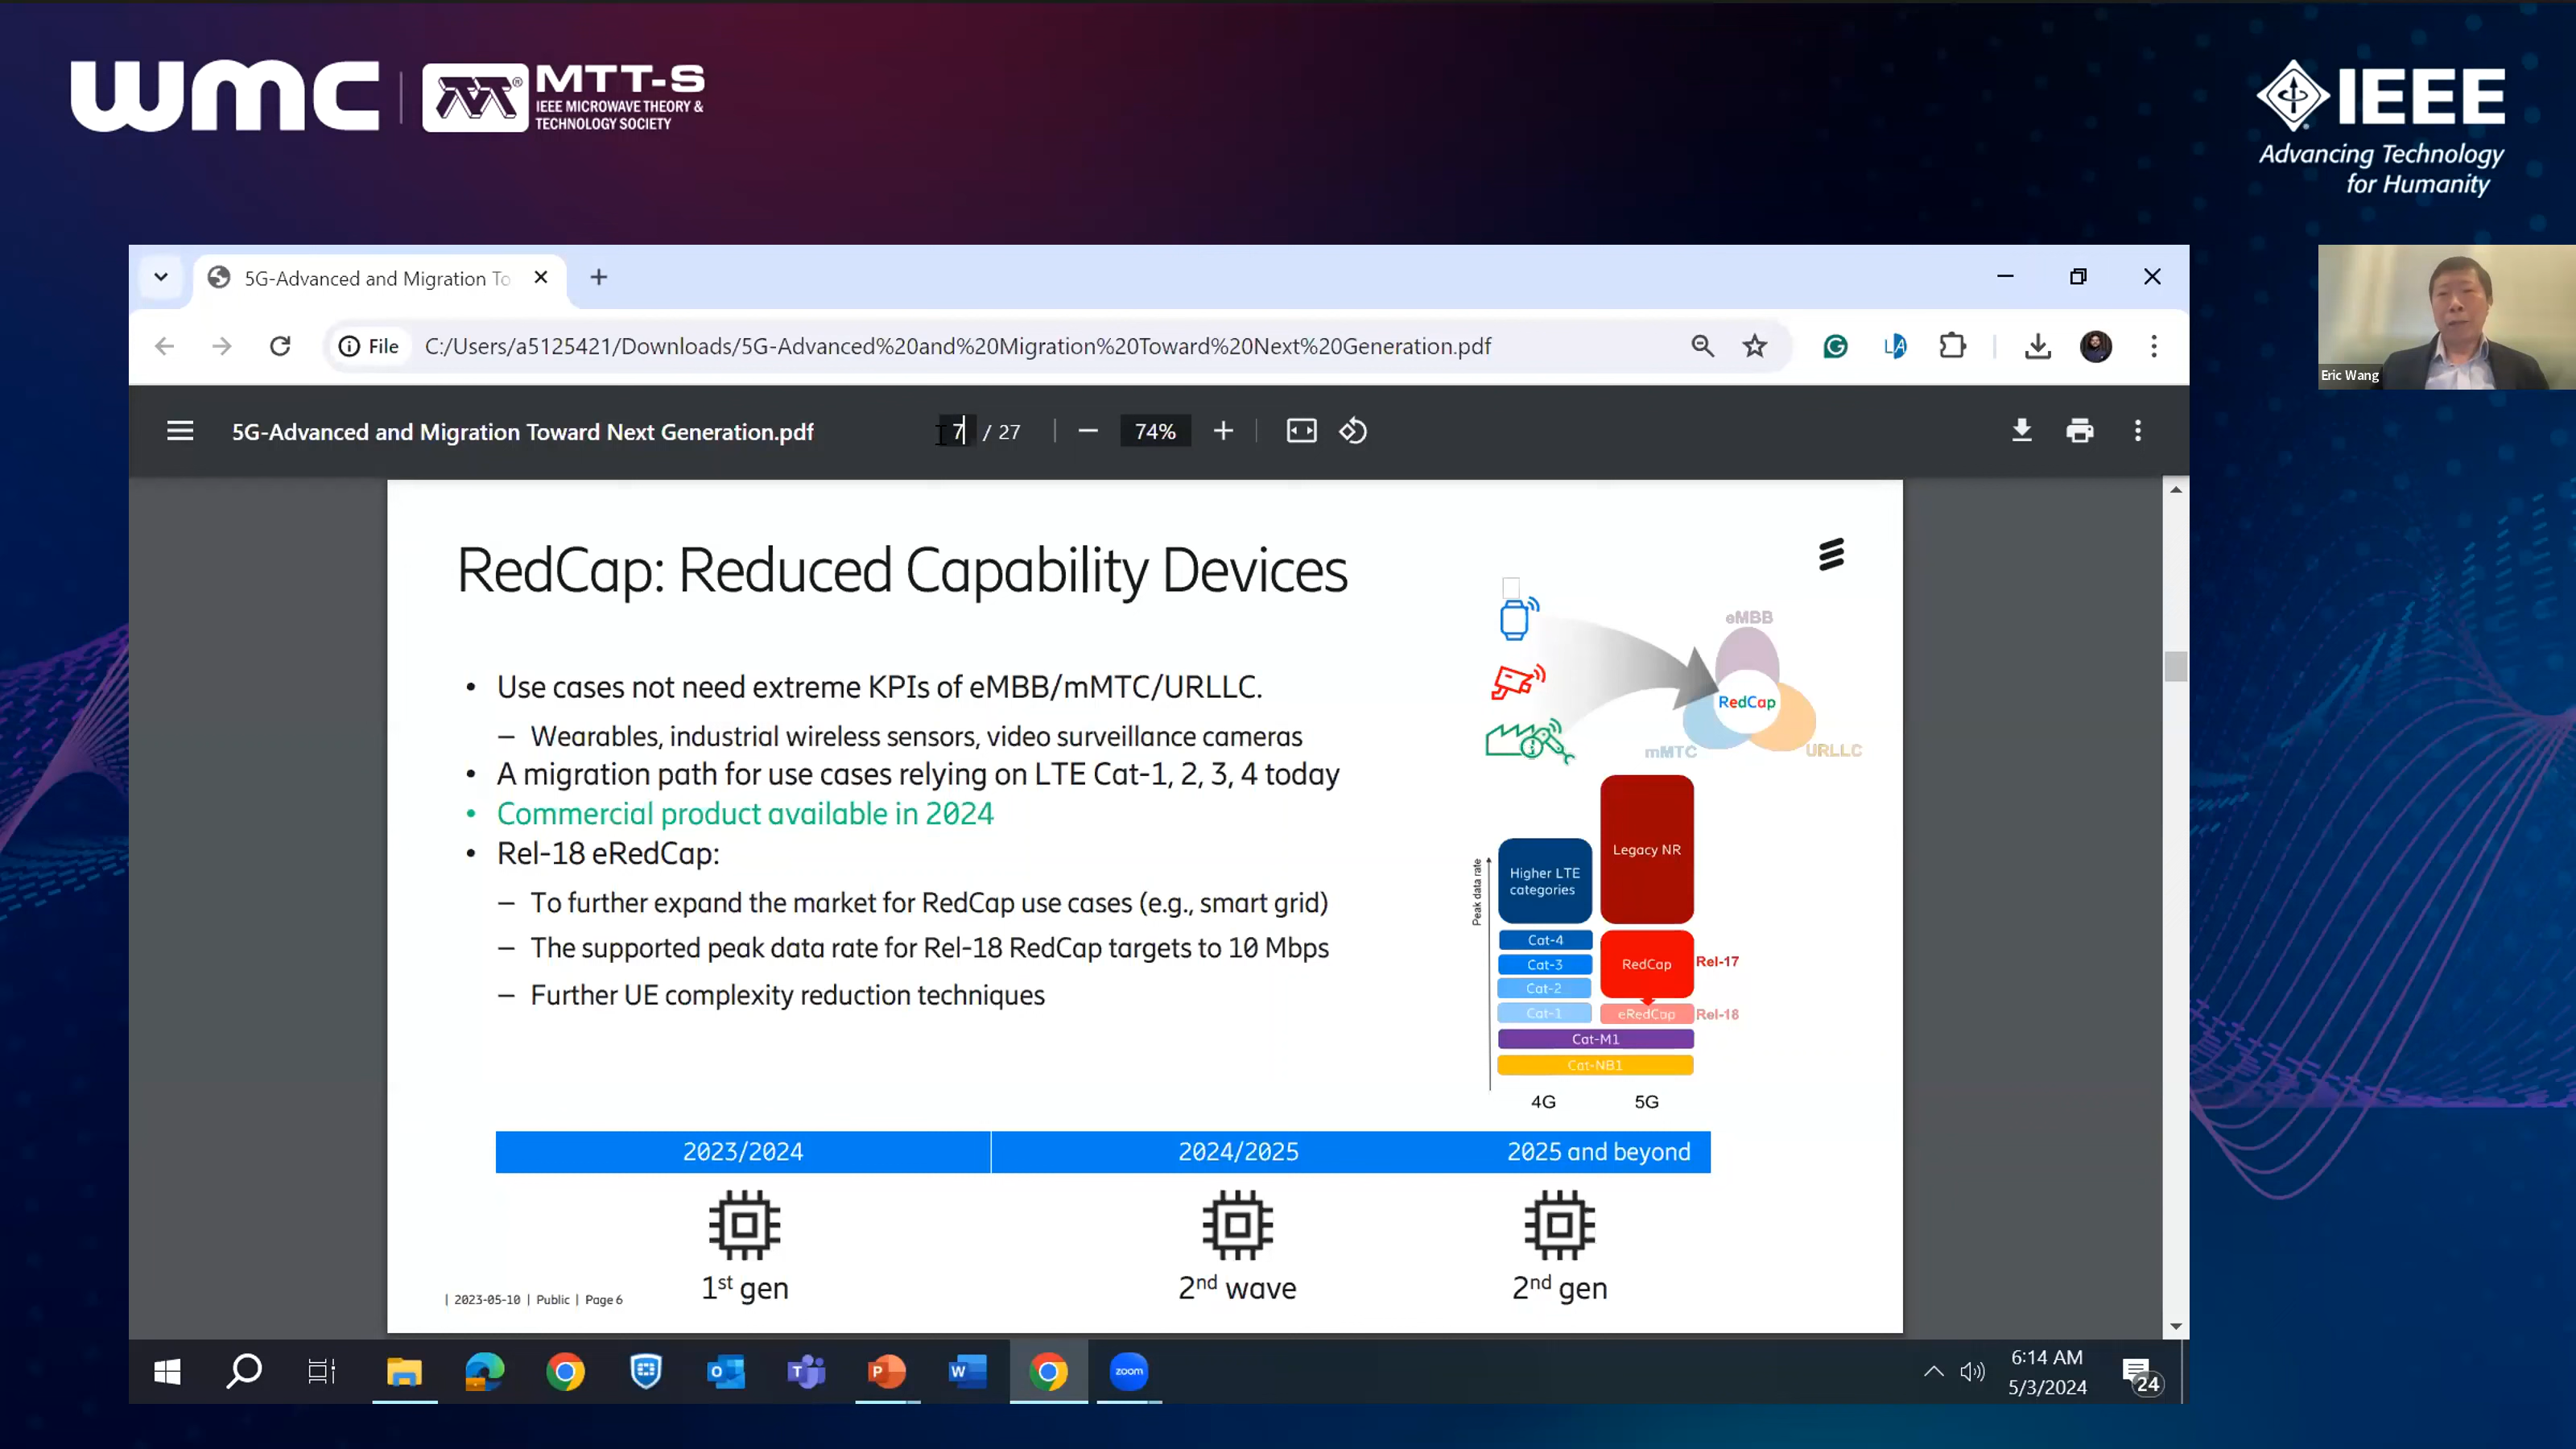 wmc
MTT-S
IEEE MICROWAVE THEORY &
TECHNOLOGY SOCIETY
IEEE
Advancing Technology
for Humanity
5G-Advanced and Migration To
File
C:/Users/a5125421/Downloads/5G-Advanced%20and%20Migration%20Toward%20Next%20Generation.pdf
5G-Advanced and Migration Toward Next Generation.pdf
7 / 27
74%
Eric Wang
RedCap: Reduced Capability Devices
• Use cases not need extreme KPIs of eMBB/mMTC/URLLC.
– Wearables, industrial wireless sensors, video surveillance cameras
• A migration path for use cases relying on LTE Cat-1, 2, 3, 4 today
• Commercial product available in 2024
• Rel-18 eRedCap:
– To further expand the market for RedCap use cases (e.g., smart grid)
– The supported peak data rate for Rel-18 RedCap targets to 10 Mbps
– Further UE complexity reduction techniques
eMBB
RedCap
mMTC
URLLC
Peak data rate
Higher LTE
categories
Legacy NR
Cat-4
Cat-3
Cat-2
Cat-1
RedCap
Rel-17
eRedCap
Rel-18
Cat-M1
Cat-NB1
4G
5G
2023/2024
2024/2025
2025 and beyond
1st gen
2nd wave
2nd gen
| 2023-05-10 | Public | Page 6
zoom
6:14 AM
5/3/2024
24